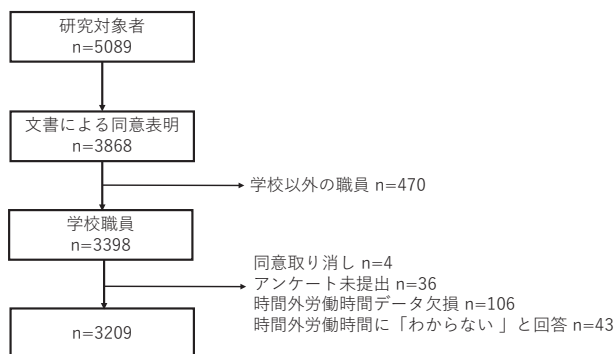 研究対象者
n=5089
文書による同意表明
n=3868
学校以外の職員 n=470
学校職員
n=3398
同意取り消し n=4
アンケート未提出 n=36
時間外労働時間データ欠損 n=106
時間外労働時間に「わからない 」と回答 n=43
n=3209